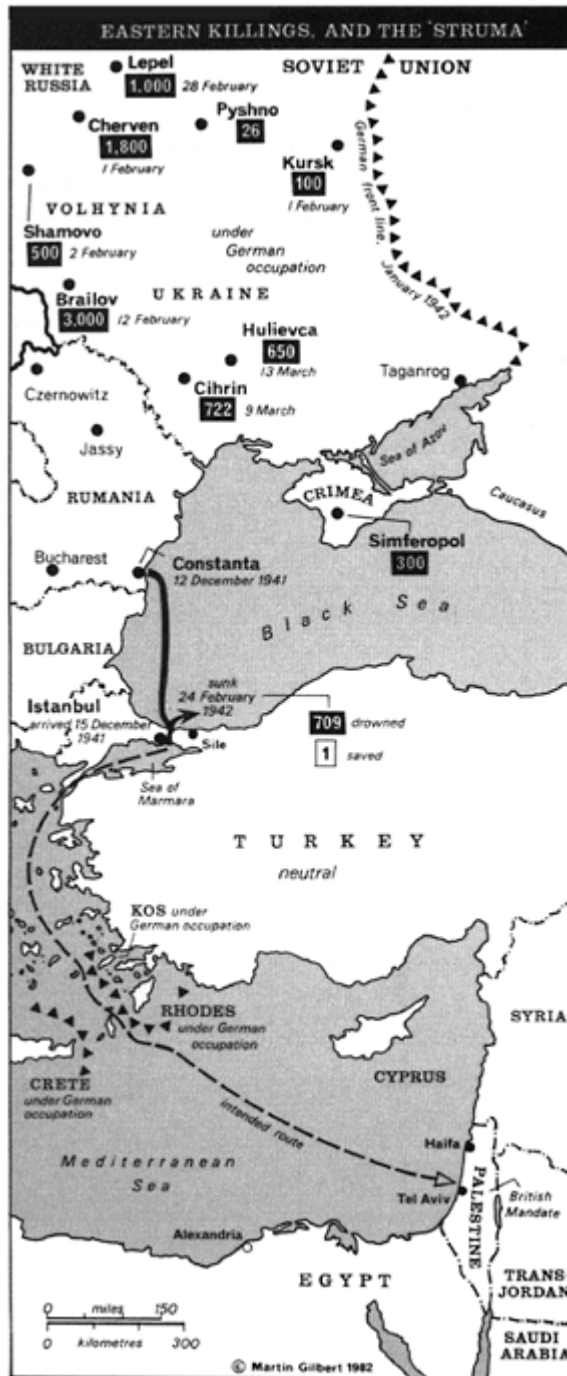 EASTERN KILLINGS, AND THE 'STRUMA'
WHITE
RUSSIA
Lepel
1,000 28 February
SOVIET UNION
Cherven
1,800
1 February
Pyshno
26
Kursk
100
1 February
German front line,
January 1942
VOLHYNIA
Shamovo
500 2 February
under
German
occupation
UKRAINE
Brailov
3,000 12 February
Hulievca
650
13 March
Cihrin
722 9 March
Taganrog
Czernowitz
Jassy
Sea of Azov
RUMANIA
CRIMEA
Caucasus
Simferopol
300
Bucharest
Constanta
12 December 1941
Black Sea
BULGARIA
sunk
24 February
1942
Istanbul
arrived 15 December
1941
Sile
709 drowned
1 saved
Sea of
Marmara
TURKEY
neutral
KOS under
German occupation
RHODES
under German
occupation
SYRIA
CRETE
under German
occupation
CYPRUS
intended route
Haifa
Mediterranean
Sea
Tel Aviv
PALESTINE
British
Mandate
Alexandria
EGYPT
TRANS-
JORDAN
SAUDI
ARABIA
0 miles 150
0 kilometres 300
© Martin Gilbert 1982